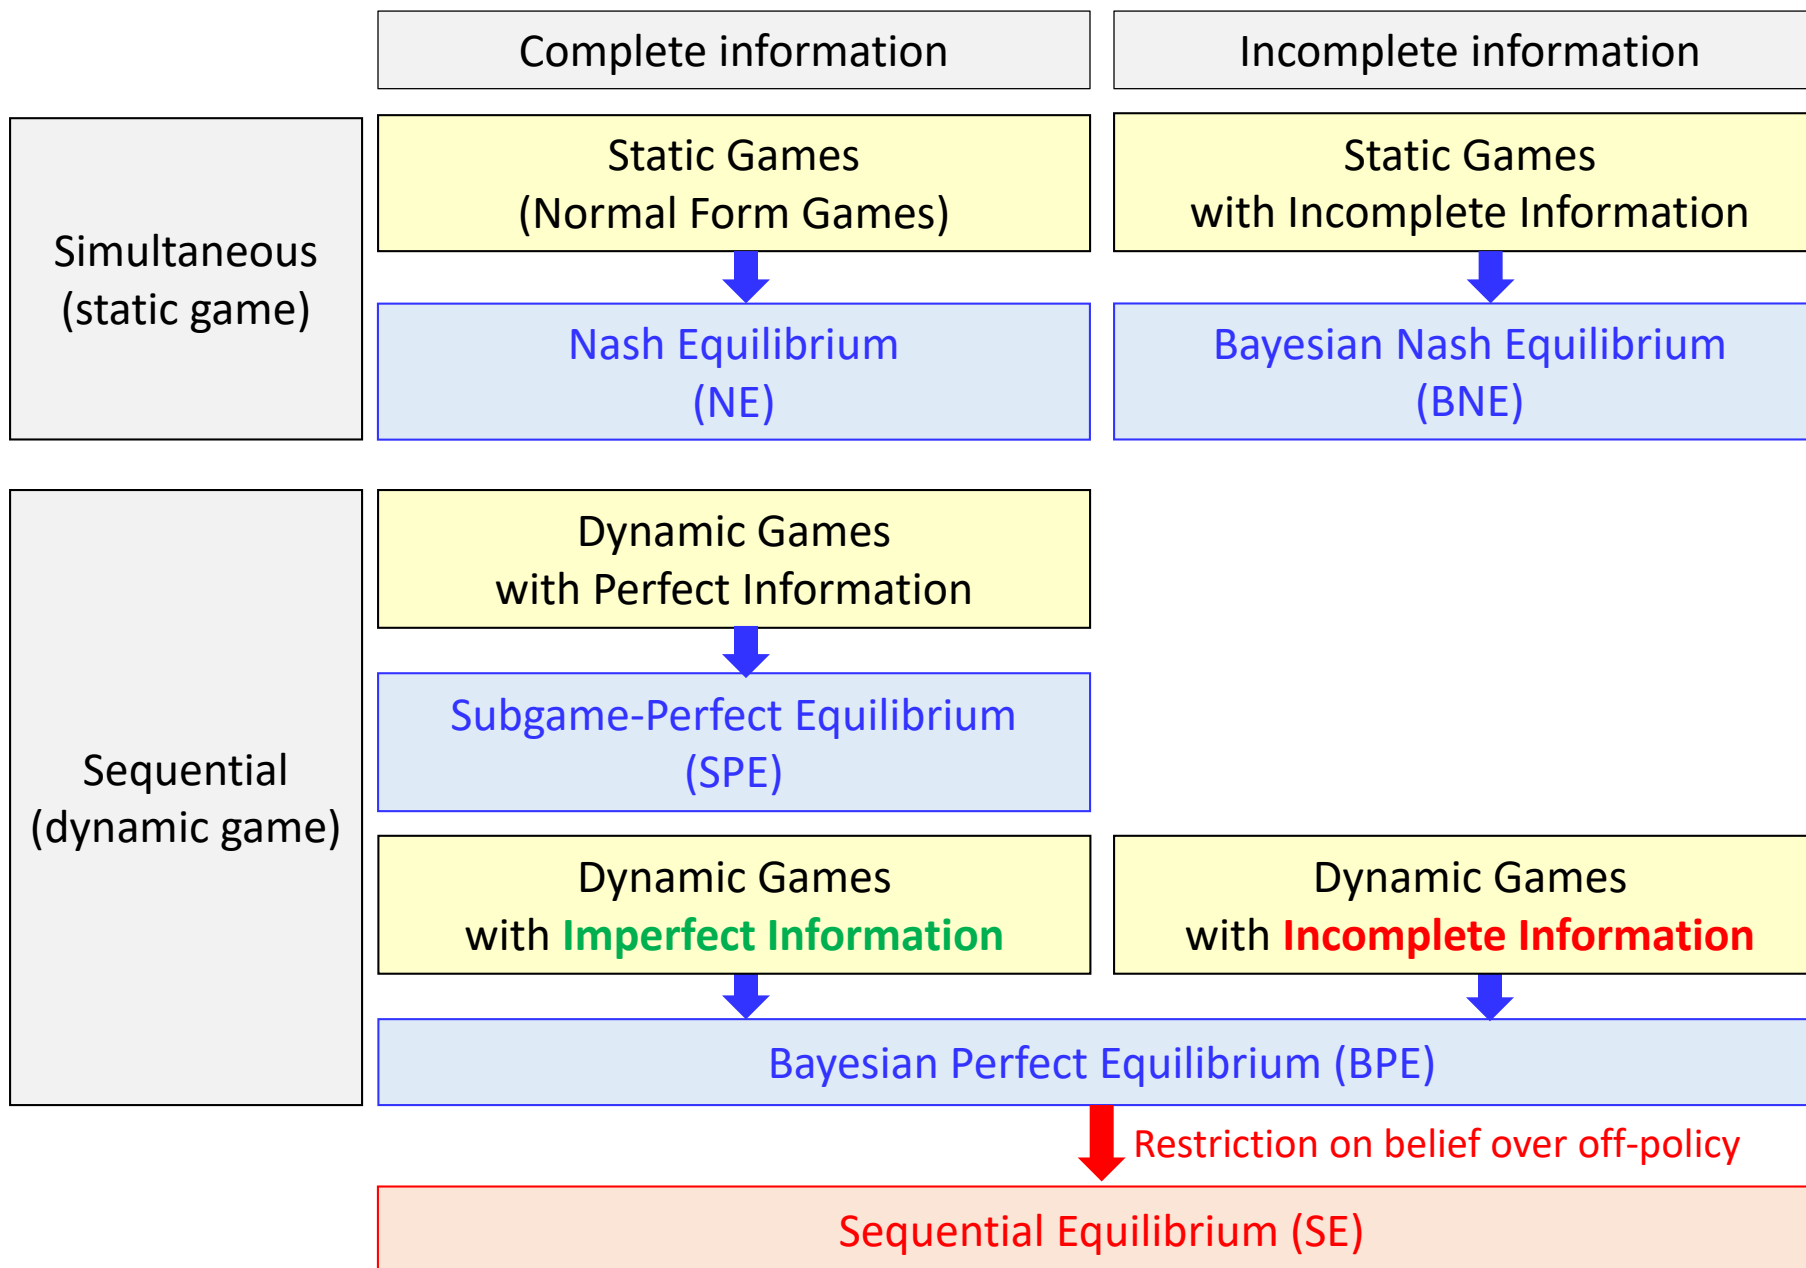 Complete information
Incomplete information
Simultaneous
(static game)
Static Games
(Normal Form Games)
Static Games
with Incomplete Information
Nash Equilibrium
(NE)
Bayesian Nash Equilibrium
(BNE)
Sequential
(dynamic game)
Dynamic Games
with Perfect Information
Subgame-Perfect Equilibrium
(SPE)
Dynamic Games
with Imperfect Information
Dynamic Games
with Incomplete Information
Bayesian Perfect Equilibrium (BPE)
Restriction on belief over off-policy
Sequential Equilibrium (SE)